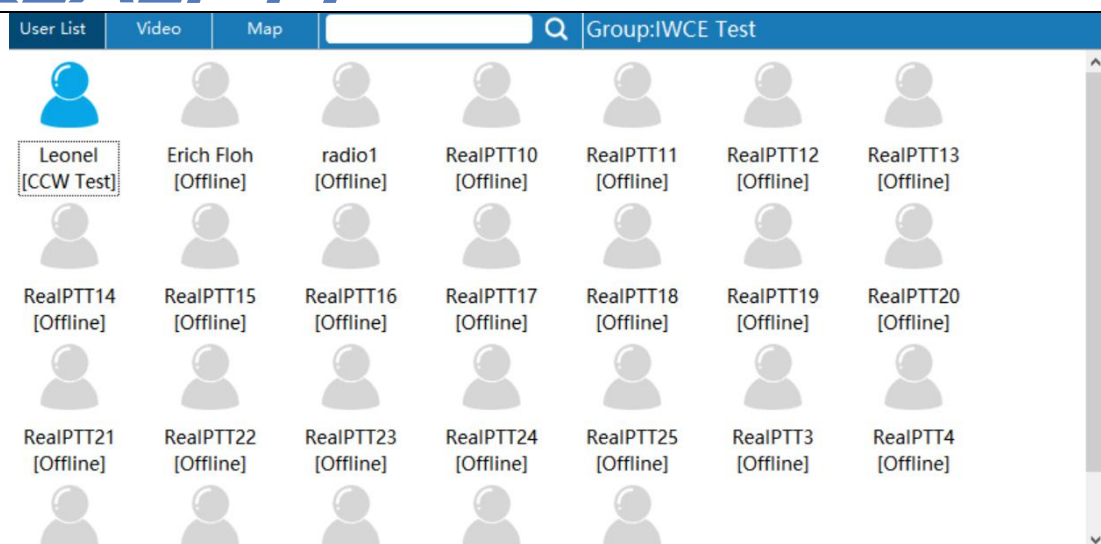 User List Video Map Group:IWCE Test
Leonel Erich Floh radio1 RealPTT10 RealPTT11 RealPTT12 RealPTT13
[CCW Test] [Offline] [Offline] [Offline] [Offline] [Offline] [Offline]
RealPTT14 RealPTT15 RealPTT16 RealPTT17 RealPTT18 RealPTT19 RealPTT20
[Offline] [Offline] [Offline] [Offline] [Offline] [Offline] [Offline]
RealPTT21 RealPTT22 RealPTT23 RealPTT24 RealPTT25 RealPTT3 RealPTT4
[Offline] [Offline] [Offline] [Offline] [Offline] [Offline] [Offline]